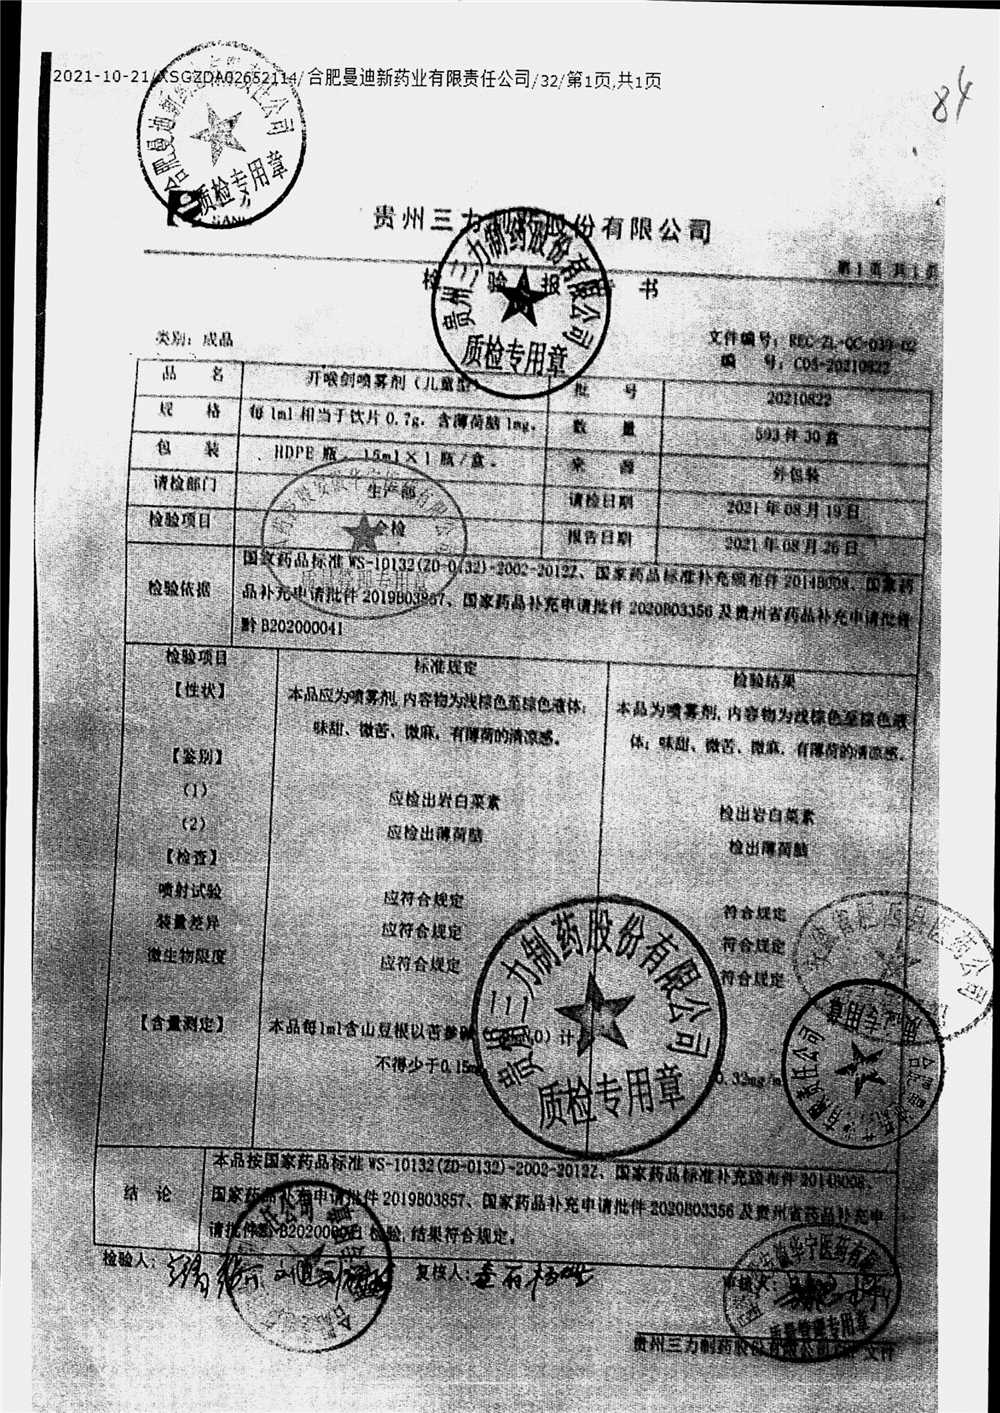 2021-10-21/XSGZDA02652114/合肥曼迪新药业有限责任公司/32/第1页,共1页
84
合肥曼迪新药业有限责任公司
质检专用章
贵州三力制药股份有限公司
第1页 共1页
检验报 书
贵州三力制药股份有限公司
质检专用章
类别：成品
文件编号：REC-ZL-QC-039-02
编 号：C05-20210822
品 名 开喉剑喷雾剂（儿童型） 批 号 20210822
规 格 每1ml相当于饮片0.7g，含薄荷脑1mg。 数 量 593件30盒
包 装 HDPE瓶，15ml×1瓶/盒。 来 源 外包装
请检部门 生产部 请检日期 2021年08月19日
检验项目 全检 报告日期 2021年08月26日
检验依据 国家药品标准WS-10132(ZD-0132)-2002-2012Z、国家药品标准补充颁布件2014B008、国家药
品补充申请批件2019B03857、国家药品补充申请批件2020B03356及贵州省药品补充申请批件
黔B202000041
检验项目 标准规定 检验结果
【性状】 本品应为喷雾剂,内容物为浅棕色至棕色液体； 本品为喷雾剂,内容物为浅棕色至棕色液
味甜、微苦、微麻，有薄荷的清凉感。 体；味甜、微苦、微麻，有薄荷的清凉感。
【鉴别】
(1) 应检出岩白菜素 检出岩白菜素
(2) 应检出薄荷脑 检出薄荷脑
【检查】
喷射试验 应符合规定 符合规定
装量差异 应符合规定 符合规定
微生物限度 应符合规定 符合规定
【含量测定】 本品每1ml含山豆根以苦参 O）计，
不得少于0.15m 0.32mg/m
贵州三力制药股份有限公司
质检专用章
结 论 本品按国家药品标准WS-10132(ZD-0132)-2002-2012Z、国家药品标准补充颁布件2014B008、
国家药品补充申请批件2019B03857、国家药品补充申请批件2020B03356及贵州省药品补充申
请批件黔B202000041检验,结果符合规定。
检验人： 复核人：
质量管理专用章
贵州三力制药股份有限公司 文件